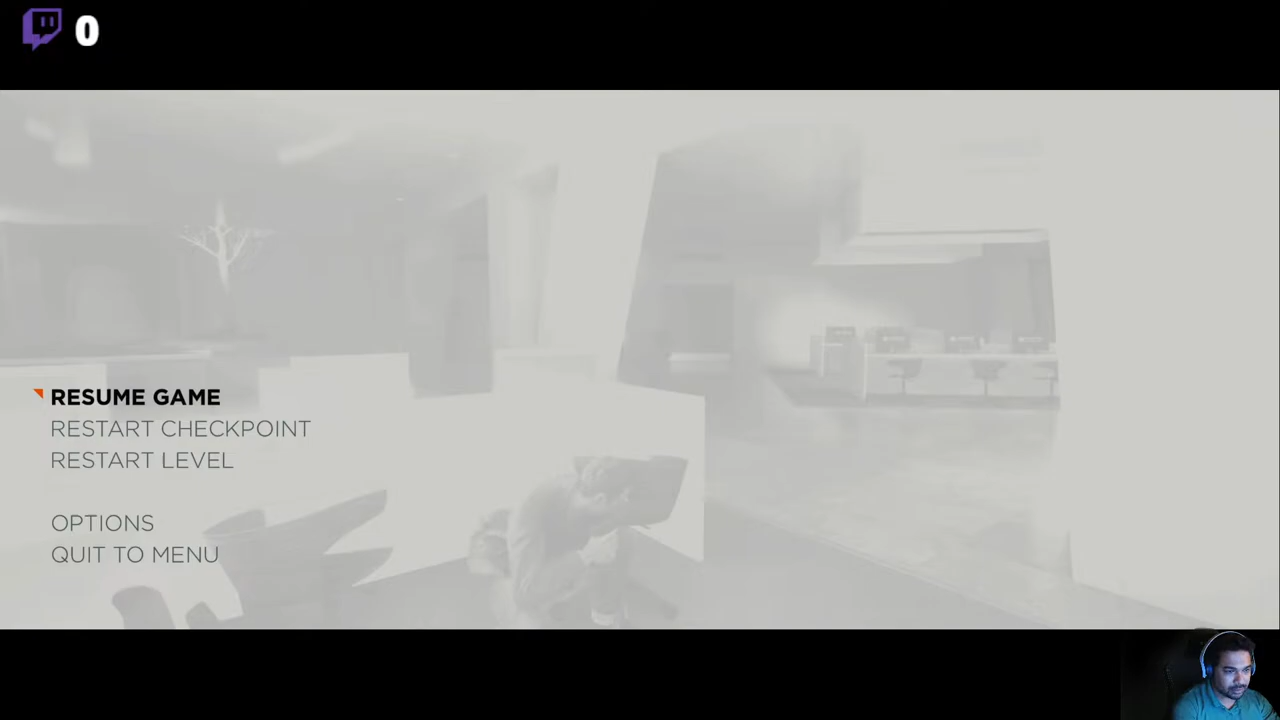 0
RESUME GAME
RESTART CHECKPOINT
RESTART LEVEL
OPTIONS
QUIT TO MENU